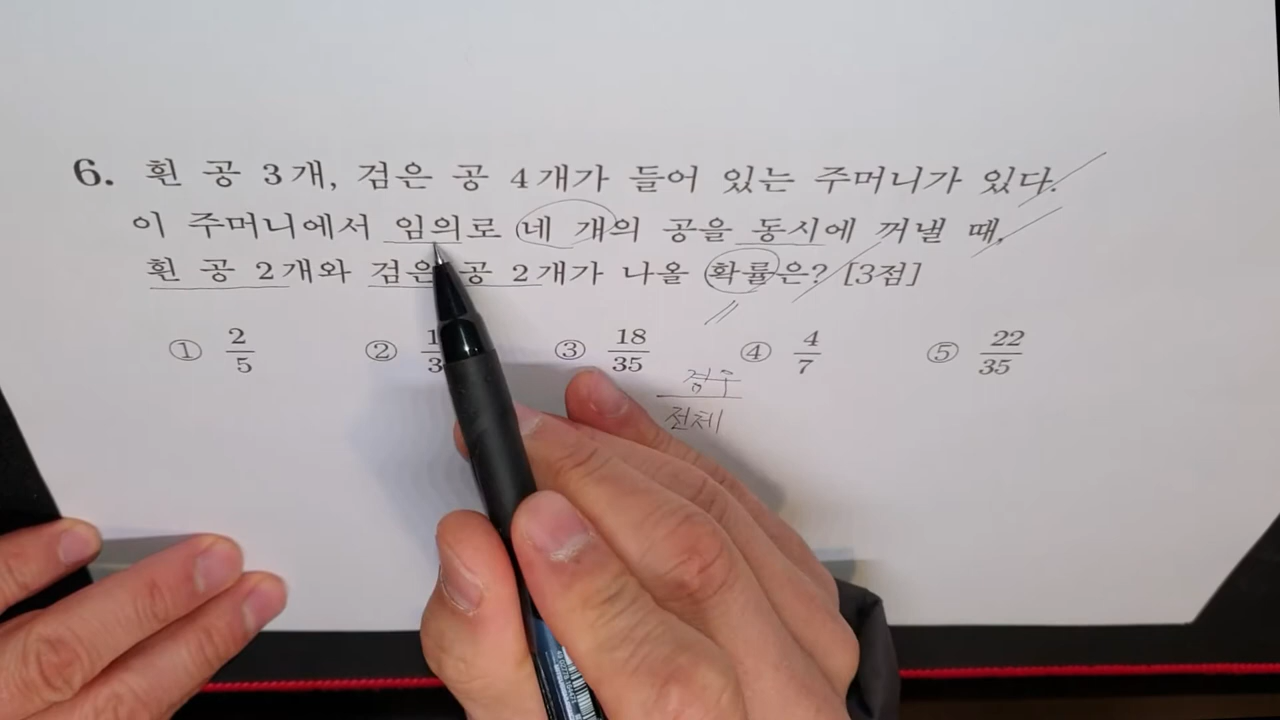 6. 흰 공 3개, 검은 공 4개가 들어 있는 주머니가 있다.
이 주머니에서 임의로 네 개의 공을 동시에 꺼낼 때,
흰 공 2개와 검은 공 2개가 나올 확률은? [3점]
① 2/5 ② ③ 18/35 ④ 4/7 ⑤ 22/35
경우
전체